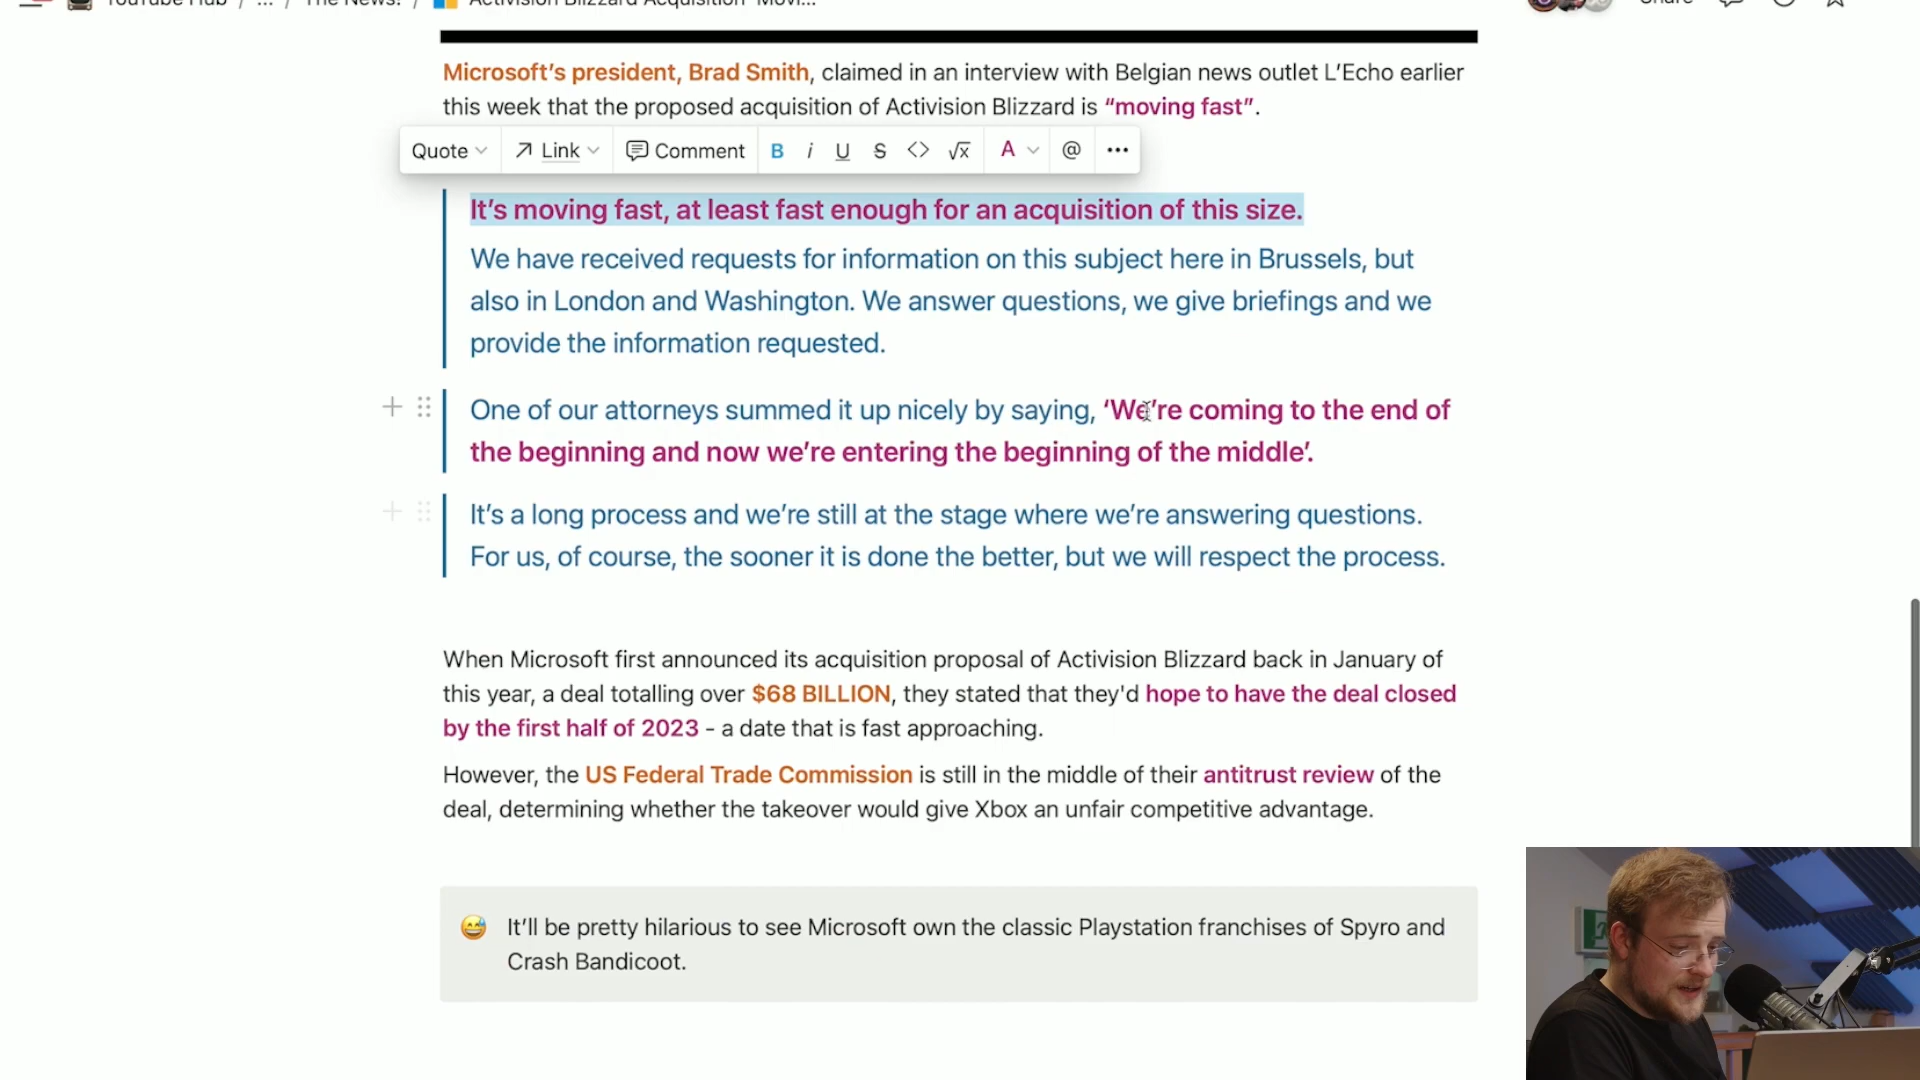 YouTube Hub / ... / The News! / Activision Blizzard Acquisition "Movi...
Share
Microsoft’s president, Brad Smith, claimed in an interview with Belgian news outlet L’Echo earlier
this week that the proposed acquisition of Activision Blizzard is “moving fast”.
Quote Link Comment B i U S <> √x A @ •••
It’s moving fast, at least fast enough for an acquisition of this size.
We have received requests for information on this subject here in Brussels, but
also in London and Washington. We answer questions, we give briefings and we
provide the information requested.
One of our attorneys summed it up nicely by saying, ‘We’re coming to the end of
the beginning and now we’re entering the beginning of the middle’.
It’s a long process and we’re still at the stage where we’re answering questions.
For us, of course, the sooner it is done the better, but we will respect the process.
When Microsoft first announced its acquisition proposal of Activision Blizzard back in January of
this year, a deal totalling over $68 BILLION, they stated that they'd hope to have the deal closed
by the first half of 2023 - a date that is fast approaching.
However, the US Federal Trade Commission is still in the middle of their antitrust review of the
deal, determining whether the takeover would give Xbox an unfair competitive advantage.
It’ll be pretty hilarious to see Microsoft own the classic Playstation franchises of Spyro and
Crash Bandicoot.